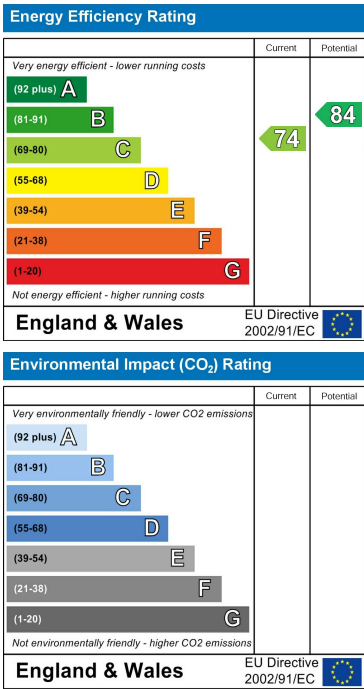 Energy Efficiency Rating
Current Potential
Very energy efficient - lower running costs
(92 plus) A
(81-91) B
(69-80) C
(55-68) D
(39-54) E
(21-38) F
(1-20) G
74
84
Not energy efficient - higher running costs
England & Wales
EU Directive
2002/91/EC
Environmental Impact (CO₂) Rating
Current Potential
Very environmentally friendly - lower CO2 emissions
(92 plus) A
(81-91) B
(69-80) C
(55-68) D
(39-54) E
(21-38) F
(1-20) G
Not environmentally friendly - higher CO2 emissions
England & Wales
EU Directive
2002/91/EC